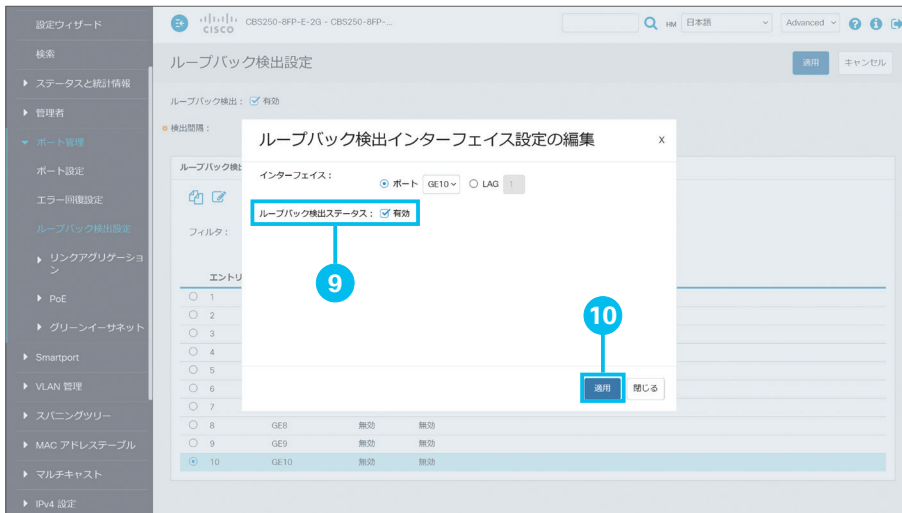 設定ウィザード
検索
ステータスと統計情報
管理者
ポート管理
ポート設定
エラー回復設定
ループバック検出設定
リンクアグリゲーショ
ン
PoE
グリーンイーサネット
Smartport
VLAN 管理
スパニングツリー
MAC アドレステーブル
マルチキャスト
IPv4 設定
CISCO
CBS250-8FP-E-2G - CBS250-8FP-...
HM
日本語
Advanced
ループバック検出設定
適用
キャンセル
ループバック検出：
有効
検出間隔：
ループバック検出インターフェイス設定の編集
x
インターフェイス：
ポート GE10 LAG 1
ループバック検出ステータス： 有効
9
10
適用
閉じる
ループバック検
フィルタ：
エントリ
1
2
3
4
5
6
7
8 GE8 無効 無効
9 GE9 無効 無効
10 GE10 無効 無効